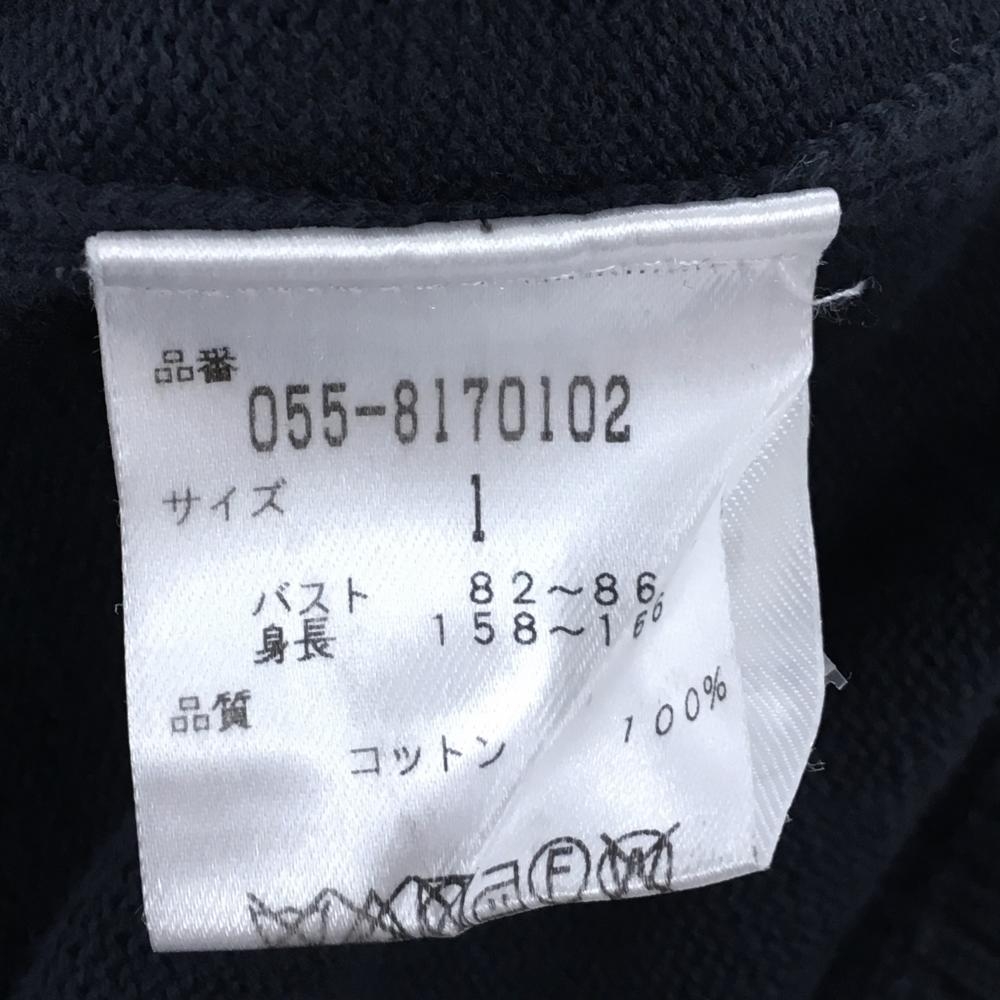 品番
055-8170102
サイズ 1
バスト 82～86
身長 158～166
品質
コットン 100%
F W